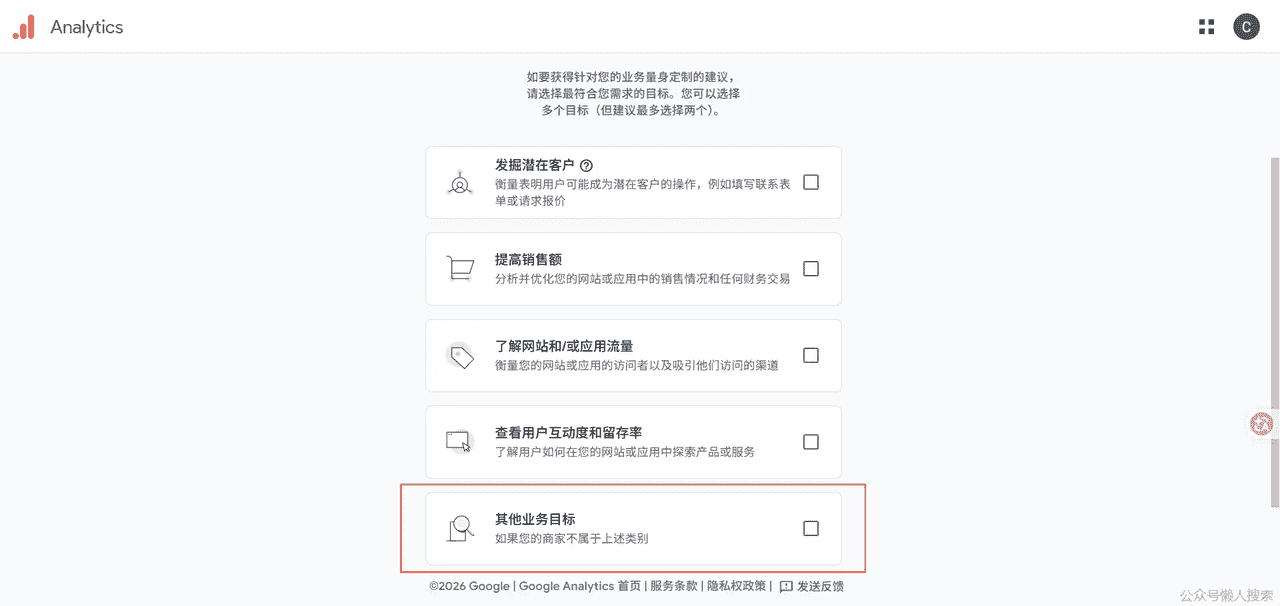 Analytics
C
如要获得针对您的业务量身定制的建议，
请选择最符合您需求的目标。您可以选择
多个目标（但建议最多选择两个）。
发掘潜在客户
衡量表明用户可能成为潜在客户的操作，例如填写联系表
单或请求报价
提高销售额
分析并优化您的网站或应用中的销售情况和任何财务交易
了解网站和/或应用流量
衡量您的网站或应用的访问者以及吸引他们访问的渠道
查看用户互动度和留存率
了解用户如何在您的网站或应用中探索产品或服务
其他业务目标
如果您的商家不属于上述类别
©2026 Google | Google Analytics 首页 | 服务条款 | 隐私权政策 | 发送反馈
公众号懒人搜索